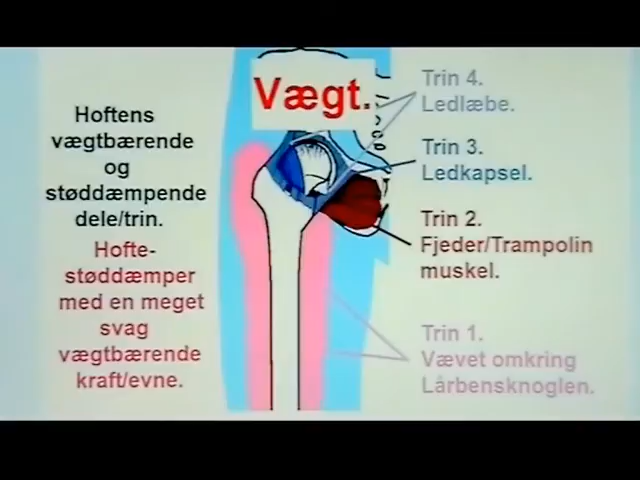 Vægt.
Hoftens
vægtbærende
og
støddæmpende
dele/trin.
Hofte-
støddæmper
med en meget
svag
vægtbærende
kraft/evne.
Trin 4.
Ledlæbe.
Trin 3.
Ledkapsel.
Trin 2.
Fjeder/Trampolin
muskel.
Trin 1.
Vævet omkring
Lårbensknoglen.